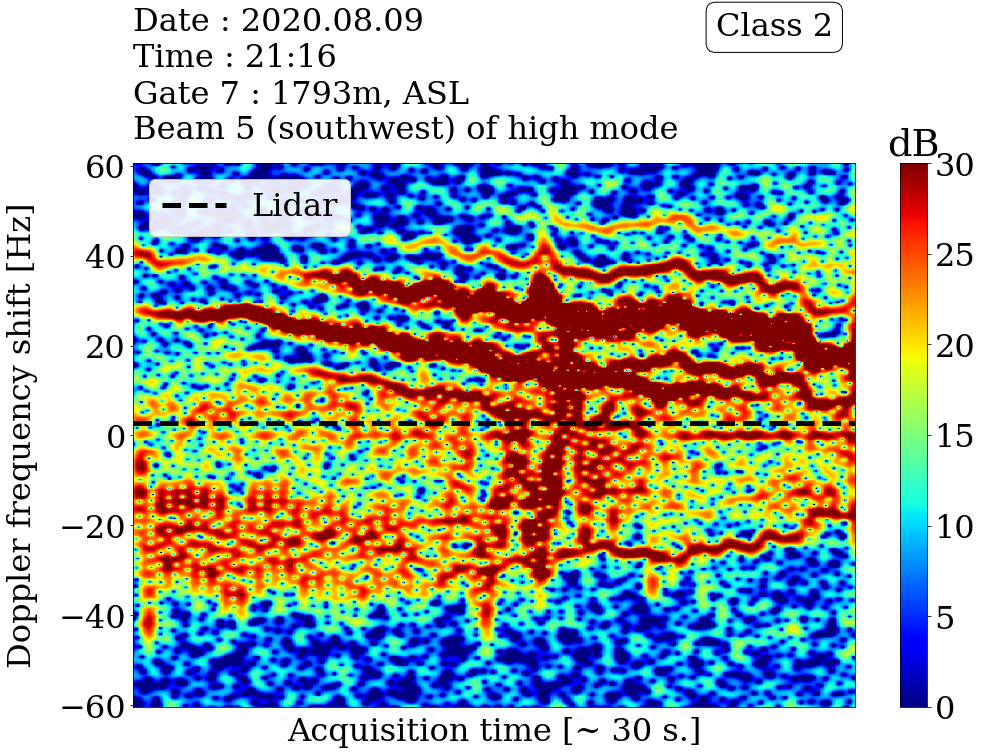 Date : 2020.08.09
Time : 21:16
Gate 7 : 1793m, ASL
Beam 5 (southwest) of high mode
Class 2
dB
Lidar
Doppler frequency shift [Hz]
60
40
20
0
−20
−40
−60
30
25
20
15
10
5
0
Acquisition time [~ 30 s.]